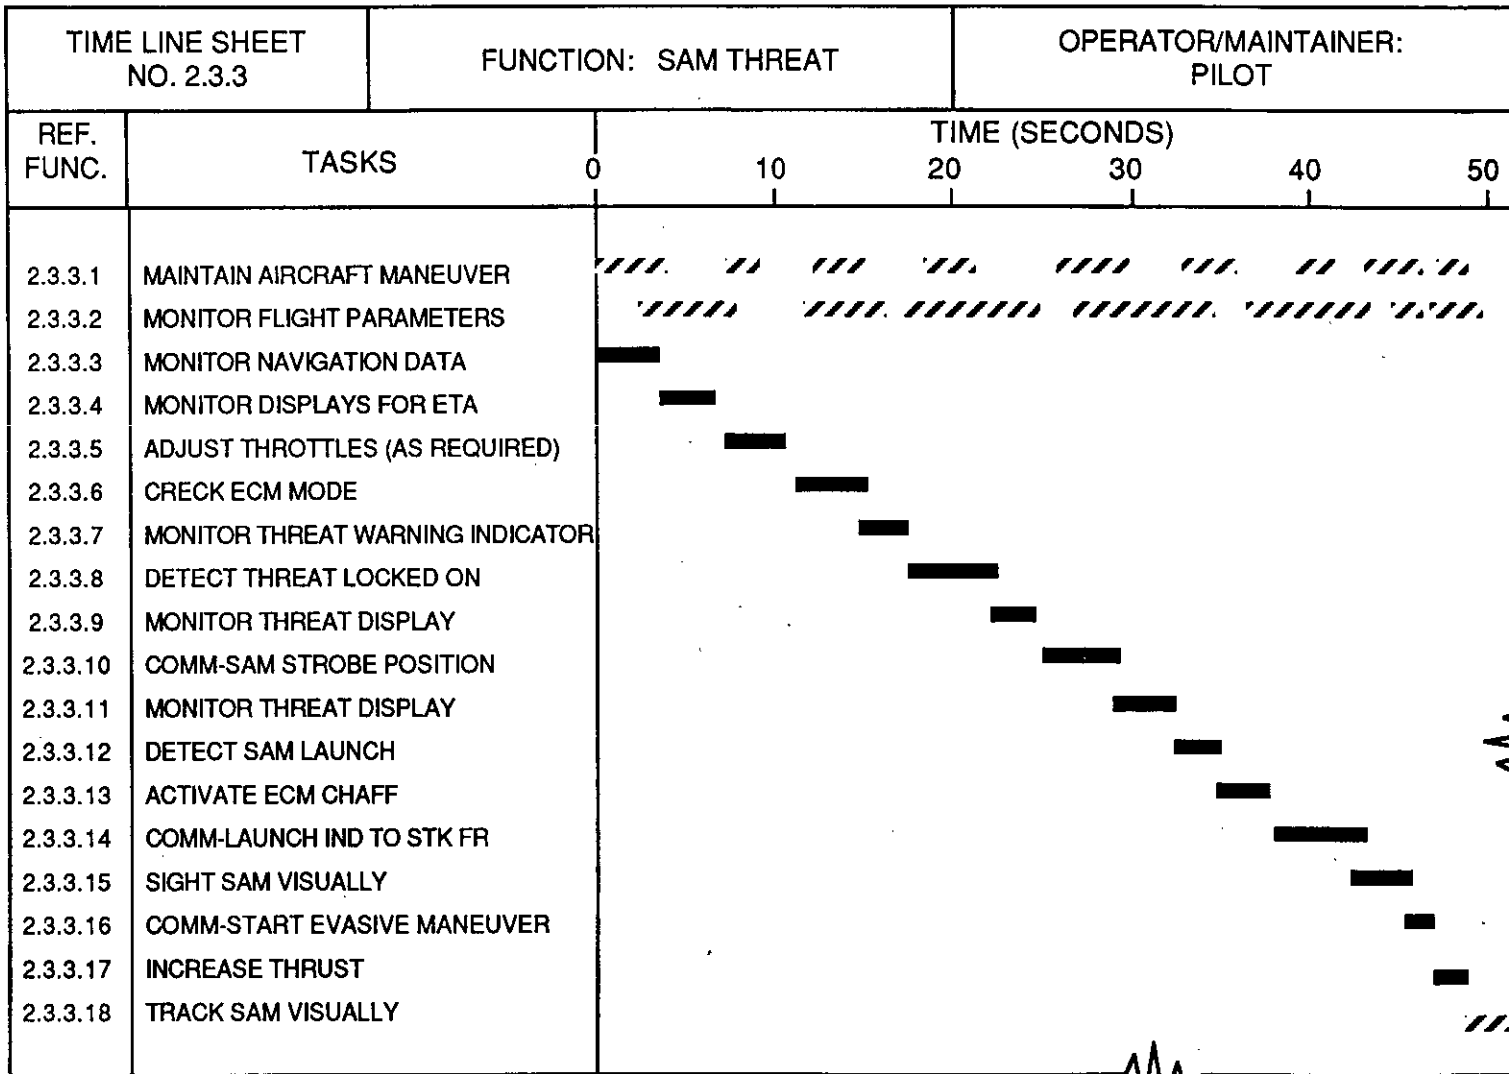 TIME LINE SHEET
NO. 2.3.3
FUNCTION: SAM THREAT
OPERATOR/MAINTAINER:
PILOT
REF.
FUNC.
TASKS
TIME (SECONDS)
0 10 20 30 40 50
2.3.3.1 MAINTAIN AIRCRAFT MANEUVER
2.3.3.2 MONITOR FLIGHT PARAMETERS
2.3.3.3 MONITOR NAVIGATION DATA
2.3.3.4 MONITOR DISPLAYS FOR ETA
2.3.3.5 ADJUST THROTTLES (AS REQUIRED)
2.3.3.6 CRECK ECM MODE
2.3.3.7 MONITOR THREAT WARNING INDICATOR
2.3.3.8 DETECT THREAT LOCKED ON
2.3.3.9 MONITOR THREAT DISPLAY
2.3.3.10 COMM-SAM STROBE POSITION
2.3.3.11 MONITOR THREAT DISPLAY
2.3.3.12 DETECT SAM LAUNCH
2.3.3.13 ACTIVATE ECM CHAFF
2.3.3.14 COMM-LAUNCH IND TO STK FR
2.3.3.15 SIGHT SAM VISUALLY
2.3.3.16 COMM-START EVASIVE MANEUVER
2.3.3.17 INCREASE THRUST
2.3.3.18 TRACK SAM VISUALLY